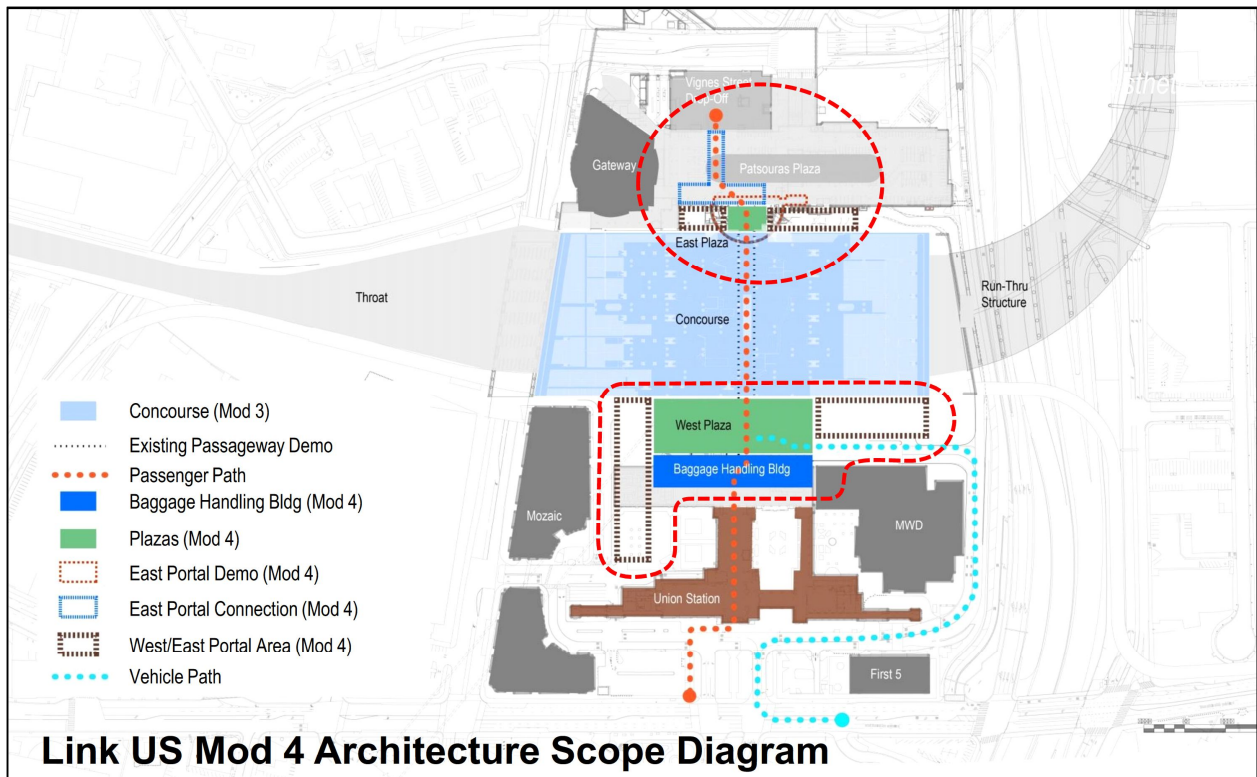 Vignes Street
Drop-Off
Gateway
Patsouras Plaza
East Plaza
Throat
Concourse
Run-Thru
Structure
Concourse (Mod 3)
Existing Passageway Demo
Passenger Path
Baggage Handling Bldg (Mod 4)
Plazas (Mod 4)
East Portal Demo (Mod 4)
East Portal Connection (Mod 4)
West/East Portal Area (Mod 4)
Vehicle Path
West Plaza
Baggage Handling Bldg
Mozaic
MWD
Union Station
First 5
Link US Mod 4 Architecture Scope Diagram